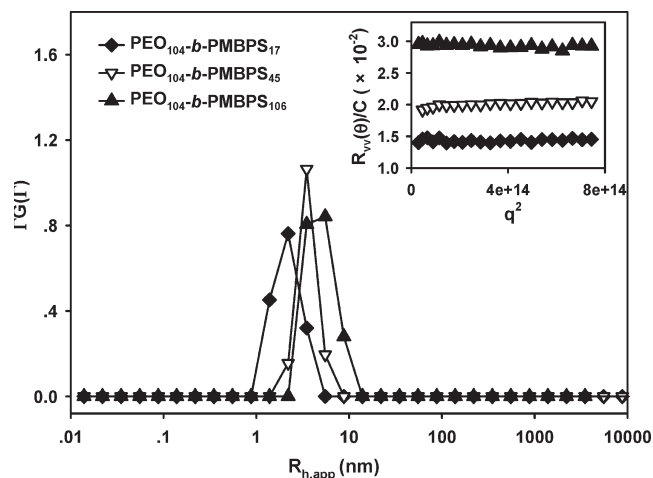 1.6
1.2
.8
.4
0.0
ΓG(Γ)
PEO104-b-PMBPS17
PEO104-b-PMBPS45
PEO104-b-PMBPS106
3.0
2.5
2.0
1.5
1.0
Rvv(θ)/C ( × 10-2)
0 4e+14 8e+14
q2
.01 .1 1 10 100 1000 10000
Rh,app (nm)